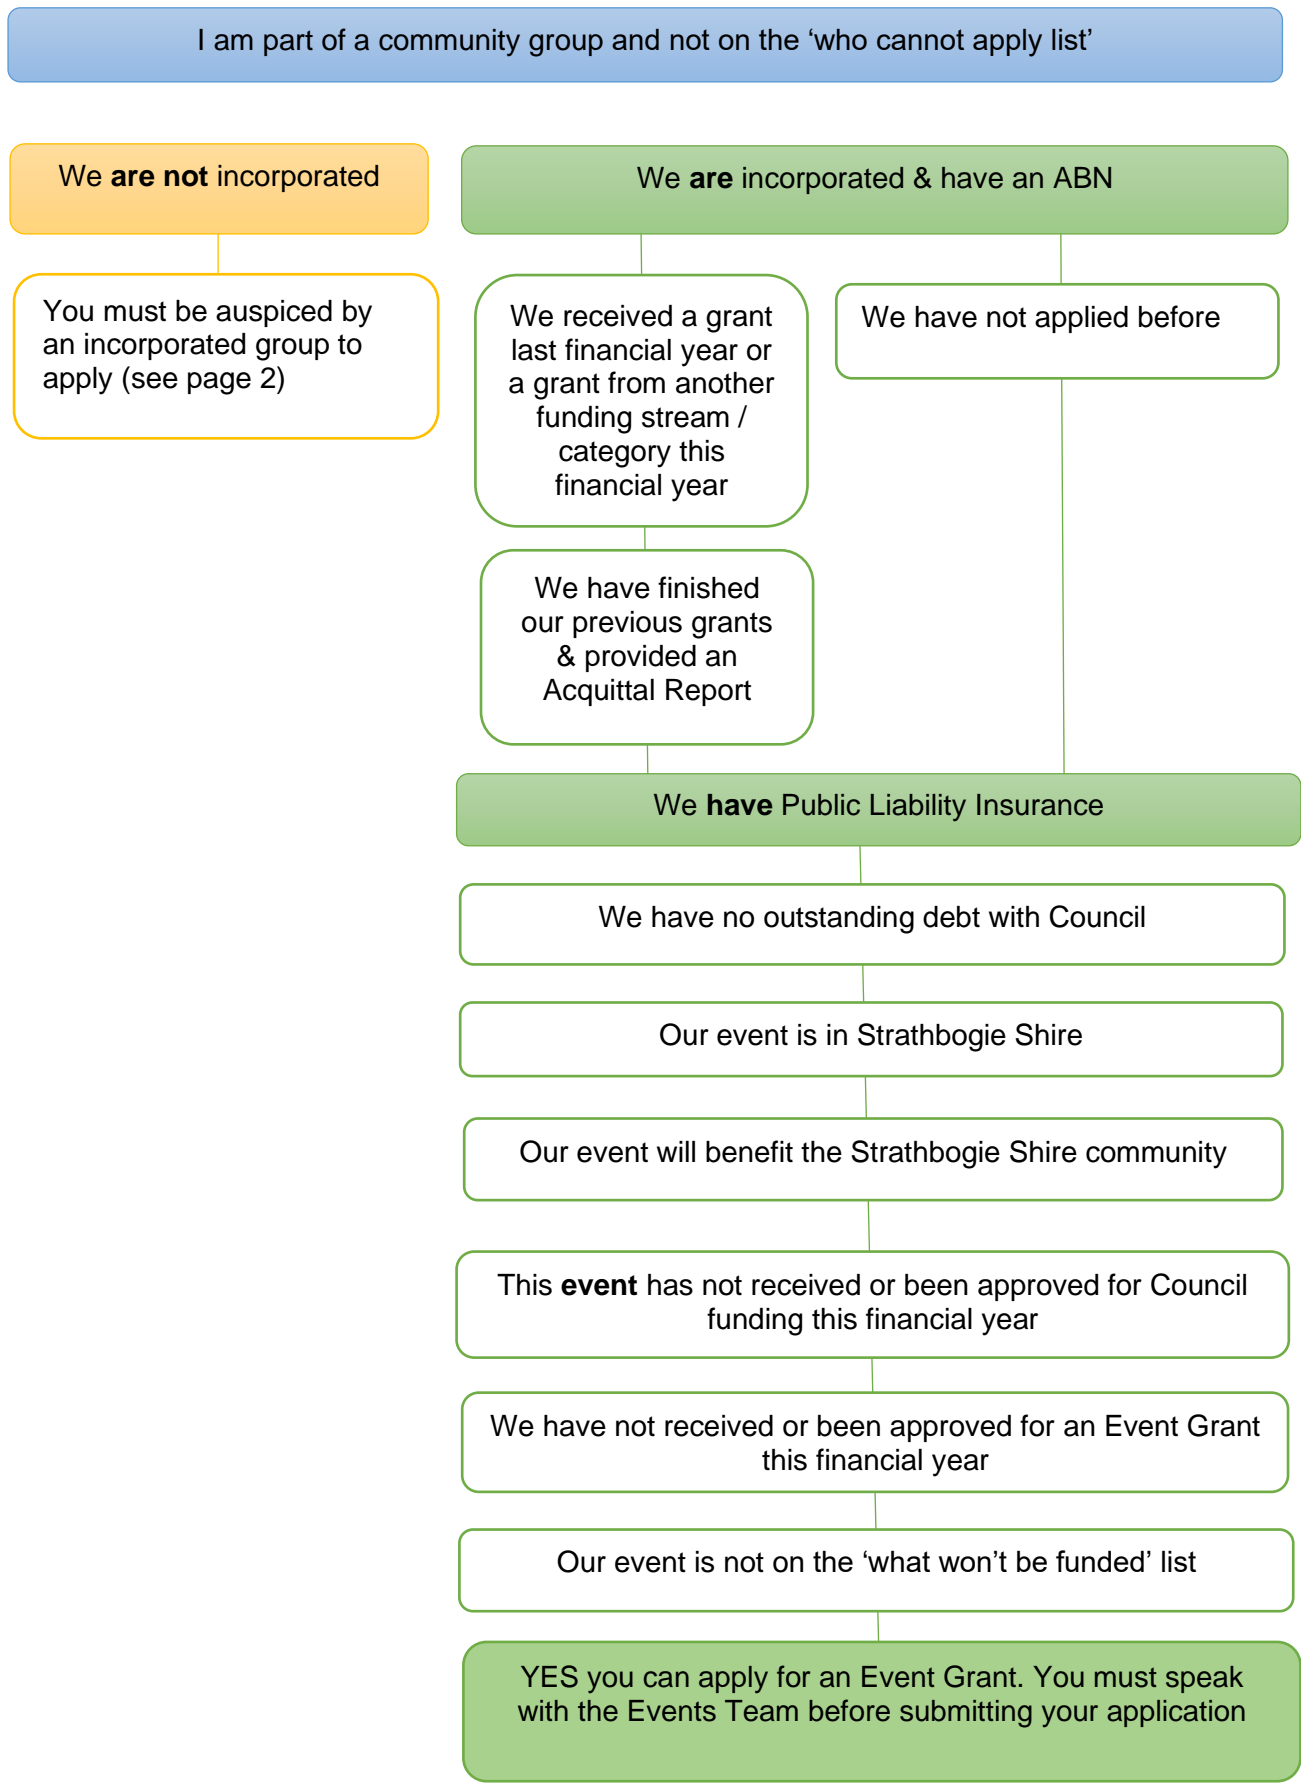 I am part of a community group and not on the ‘who cannot apply list’
We are not incorporated
We are incorporated & have an ABN
You must be auspiced by
an incorporated group to
apply (see page 2)
We received a grant
last financial year or
a grant from another
funding stream /
category this
financial year
We have not applied before
We have finished
our previous grants
& provided an
Acquittal Report
We have Public Liability Insurance
We have no outstanding debt with Council
Our event is in Strathbogie Shire
Our event will benefit the Strathbogie Shire community
This event has not received or been approved for Council
funding this financial year
We have not received or been approved for an Event Grant
this financial year
Our event is not on the ‘what won’t be funded’ list
YES you can apply for an Event Grant. You must speak
with the Events Team before submitting your application